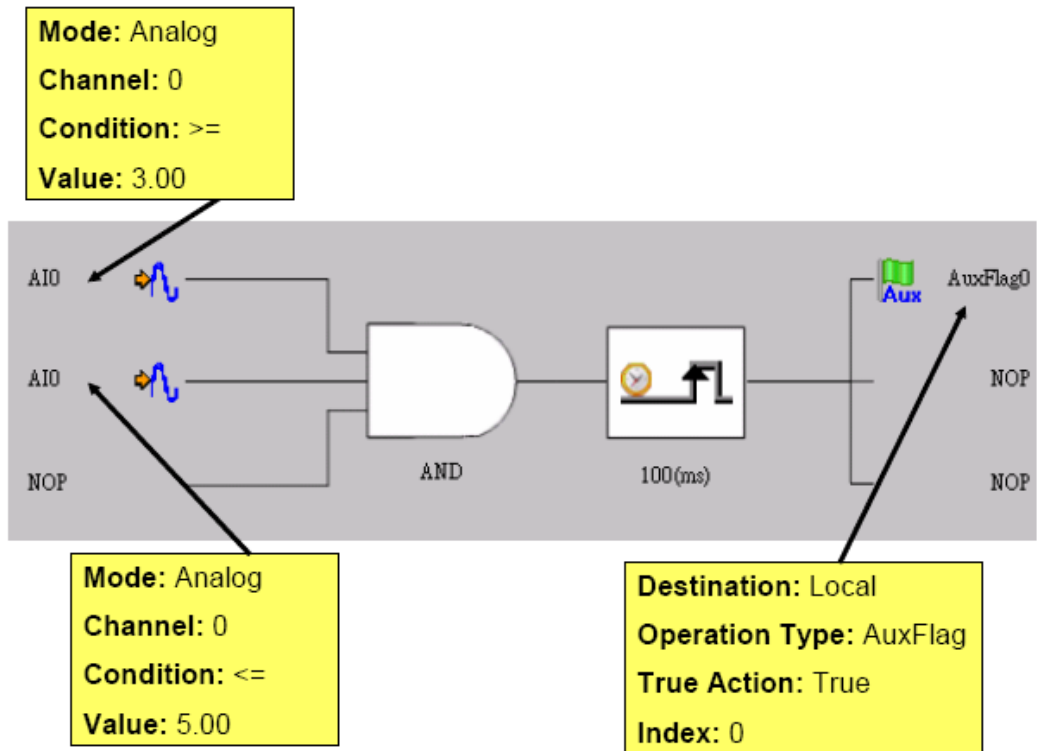 Mode: Analog
Channel: 0
Condition: >=
Value: 3.00
AI0
Aux
AuxFlag0
AI0
NOP
AND
100(ms)
NOP
NOP
Mode: Analog
Channel: 0
Condition: <=
Value: 5.00
Destination: Local
Operation Type: AuxFlag
True Action: True
Index: 0